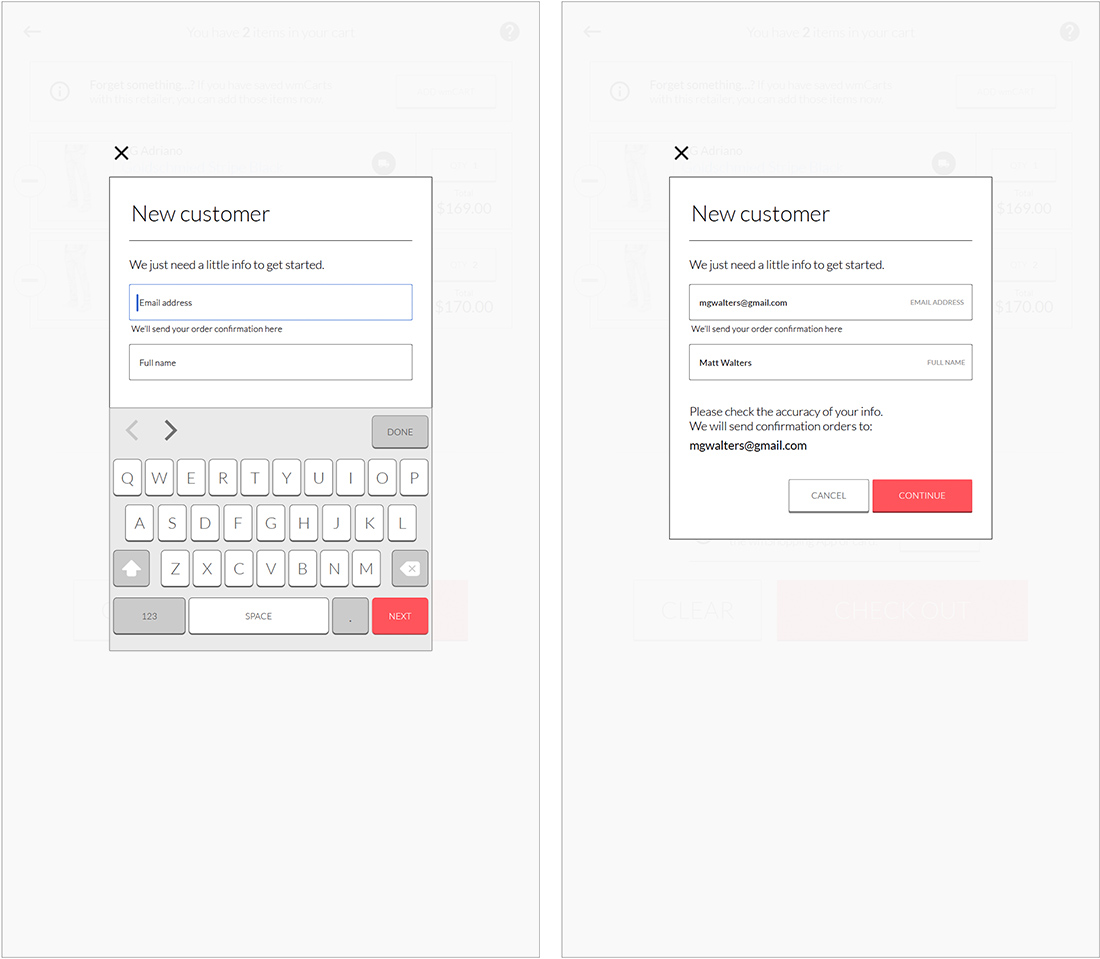 You have 2 items in your cart
?
Forget something...? If you have saved
with this retailer, you can add those items now.
G Adriano
$169.00
$170.00
New customer
We just need a little info to get started.
Email address
We'll send your order confirmation here
Full name
DONE
Q W E R T Y U I O P
A S D F G H J K L
Z X C V B N M
123 SPACE . NEXT
You have 2 items in your cart
?
Forget something...? If you have saved
with this retailer, you can add those items now.
G Adriano
$169.00
$170.00
New customer
We just need a little info to get started.
mgwalters@gmail.com EMAIL ADDRESS
We'll send your order confirmation here
Matt Walters FULL NAME
Please check the accuracy of your info.
We will send confirmation orders to:
mgwalters@gmail.com
CANCEL CONTINUE
CLEAR CHECK OUT